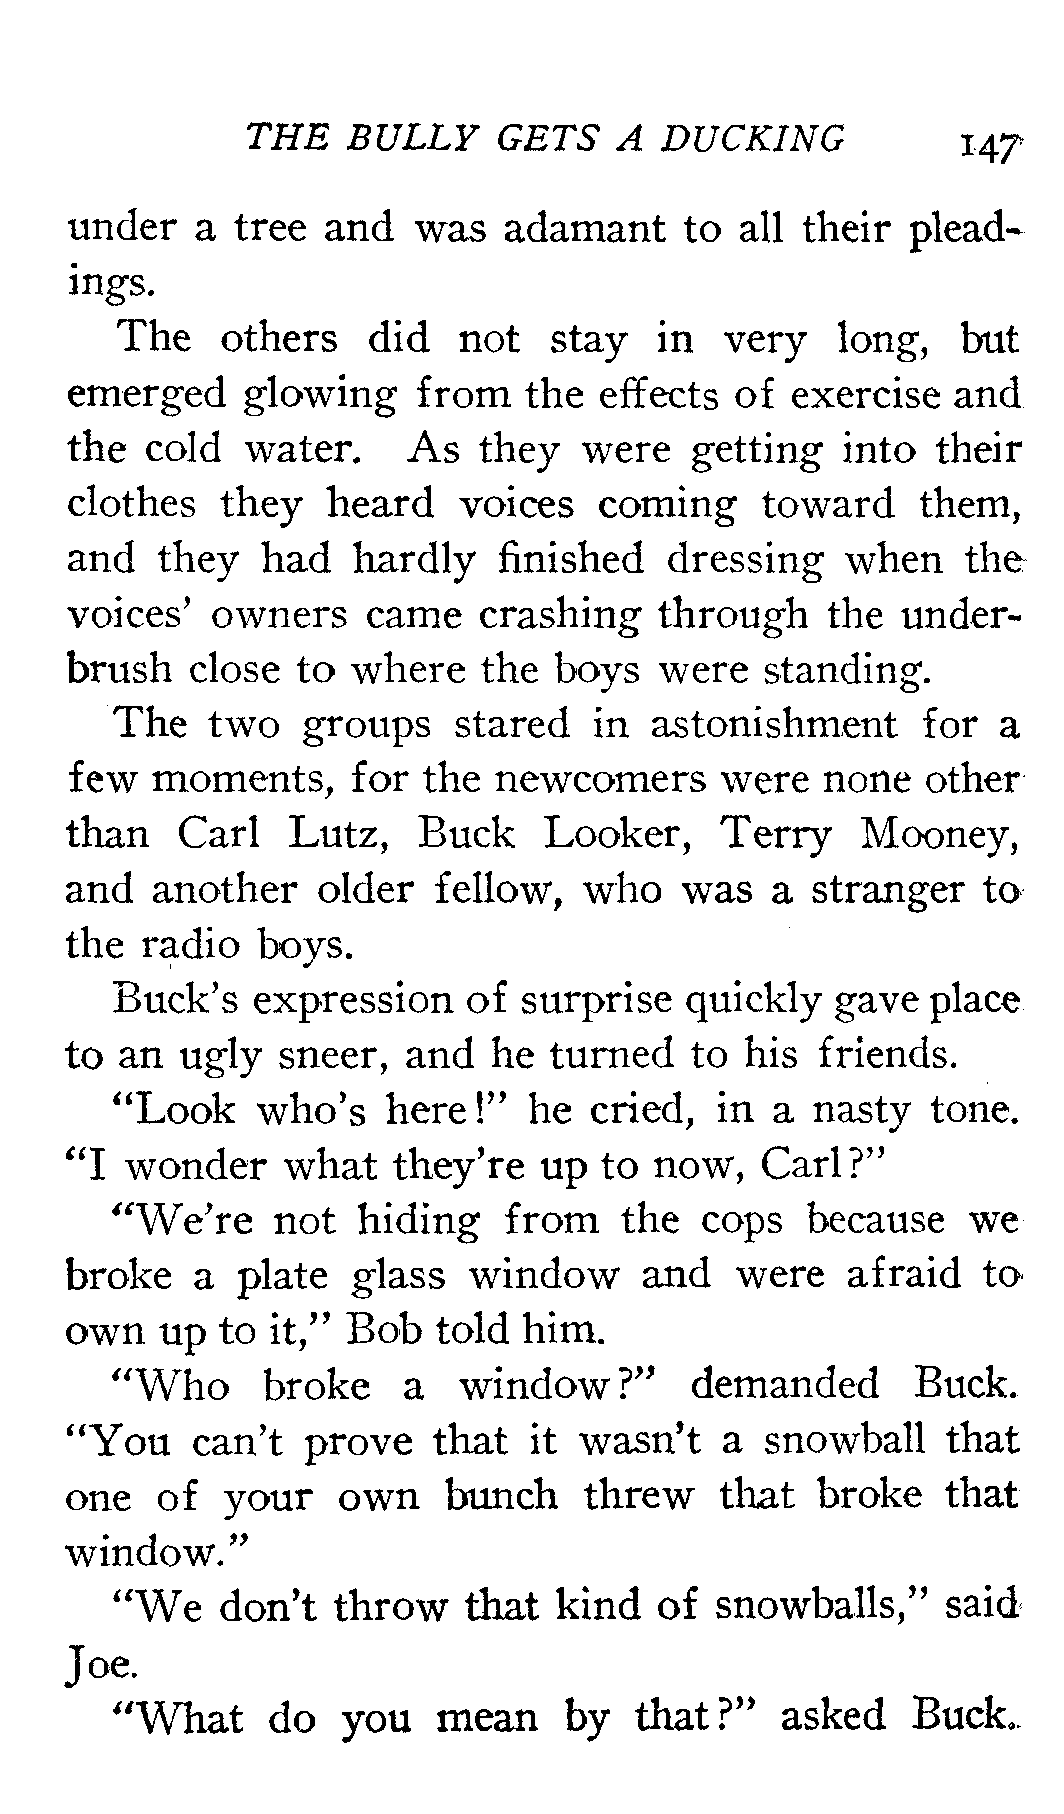 THE BULLY GETS A DUCKING 147
under a tree and was adamant to all their plead-
ings.
The others did not stay in very long, but
emerged glowing from the effects of exercise and
the cold water. As they were getting into their
clothes they heard voices coming toward them,
and they had hardly finished dressing when the
voices' owners came crashing through the under-
brush close to where the boys were standing.
The two groups stared in astonishment for a
few moments, for the newcomers were none other
than Carl Lutz, Buck Looker, Terry Mooney,
and another older fellow, who was a stranger to
the radio boys.
Buck's expression of surprise quickly gave place
to an ugly sneer, and he turned to his friends.
"Look who's here!" he cried, in a nasty tone.
"I wonder what they're up to now, Carl?"
"We're not hiding from the cops because we
broke a plate glass window and were afraid to
own up to it," Bob told him.
"Who broke a window?" demanded Buck.
"You can't prove that it wasn't a snowball that
one of your own bunch threw that broke that
window."
"We don't throw that kind of snowballs," said
Joe.
"What do you mean by that?" asked Buck.